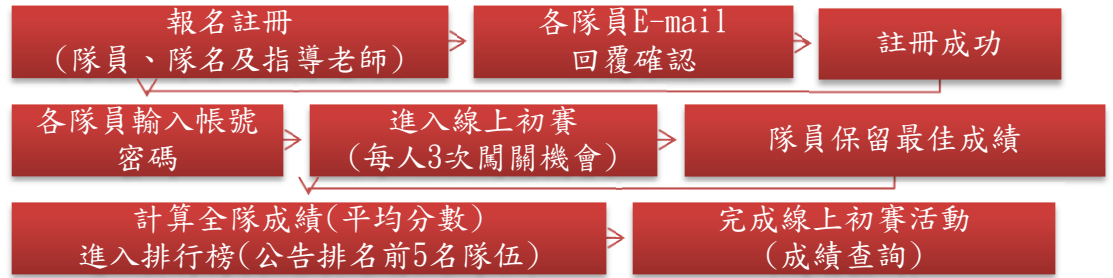 報名註冊
(隊員、隊名及指導老師)
各隊員E-mail
回覆確認
註冊成功
各隊員輸入帳號
密碼
進入線上初賽
(每人3次闖關機會)
隊員保留最佳成績
計算全隊成績(平均分數)
進入排行榜(公告排名前5名隊伍)
完成線上初賽活動
(成績查詢)